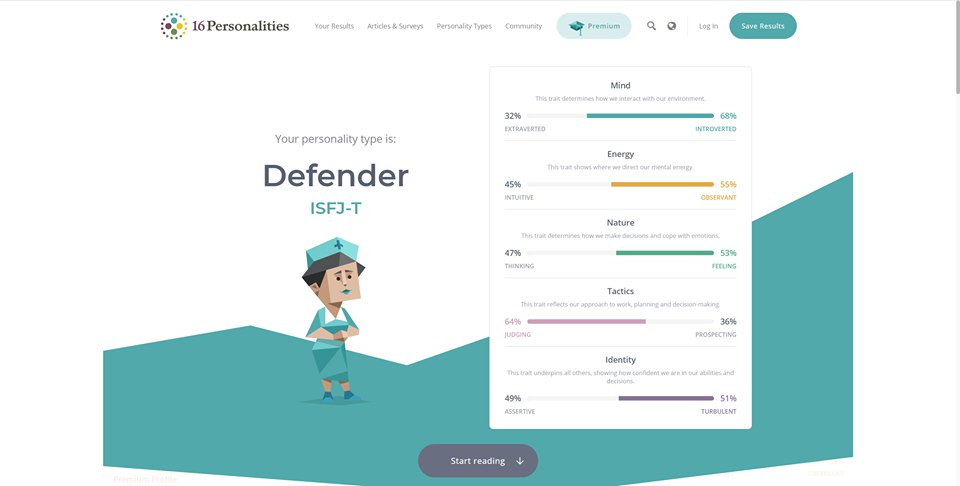 16Personalities
Your Results
Articles & Surveys
Personality Types
Community
Premium
Log In
Save Results
Your personality type is:
Defender
ISFJ-T
Mind
This trait determines how we interact with our environment.
32%
68%
EXTRAVERTED
INTROVERTED
Energy
This trait shows where we direct our mental energy.
45%
55%
INTUITIVE
OBSERVANT
Nature
This trait determines how we make decisions and cope with emotions.
47%
53%
THINKING
FEELING
Tactics
This trait reflects our approach to work, planning and decision-making.
64%
36%
JUDGING
PROSPECTING
Identity
This trait underpins all others, showing how confident we are in our abilities and
decisions.
49%
51%
ASSERTIVE
TURBULENT
Start reading
Premium Profile